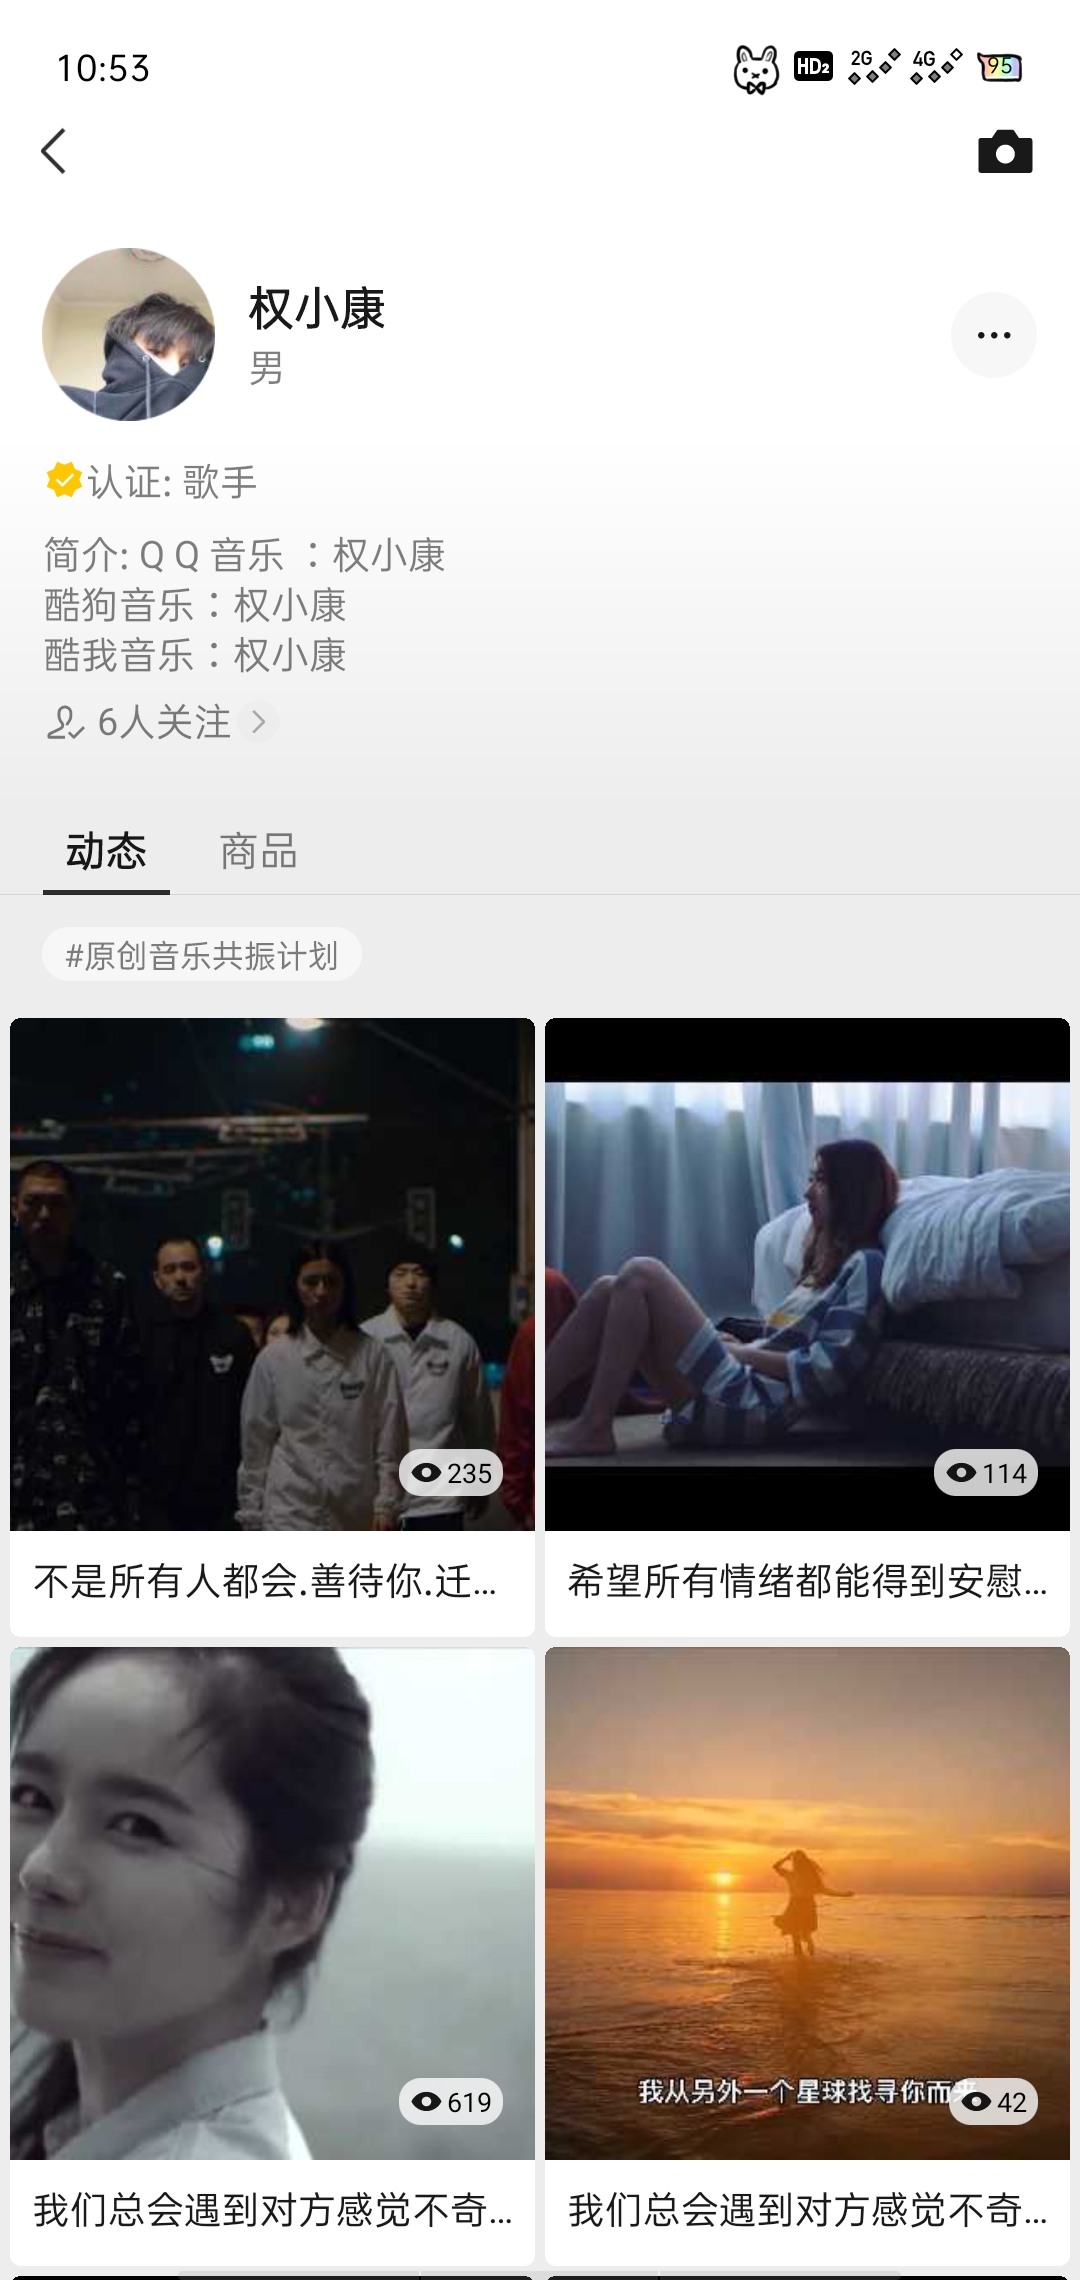 10:53
HD2 2G 4G 95
权小康
男
认证: 歌手
简介: Q Q 音乐 ：权小康
酷狗音乐：权小康
酷我音乐：权小康
6人关注
动态 商品
#原创音乐共振计划
235
114
不是所有人都会.善待你.迁...
希望所有情绪都能得到安慰...
619
我从另外一个星球找寻你而来
42
我们总会遇到对方感觉不奇...
我们总会遇到对方感觉不奇...